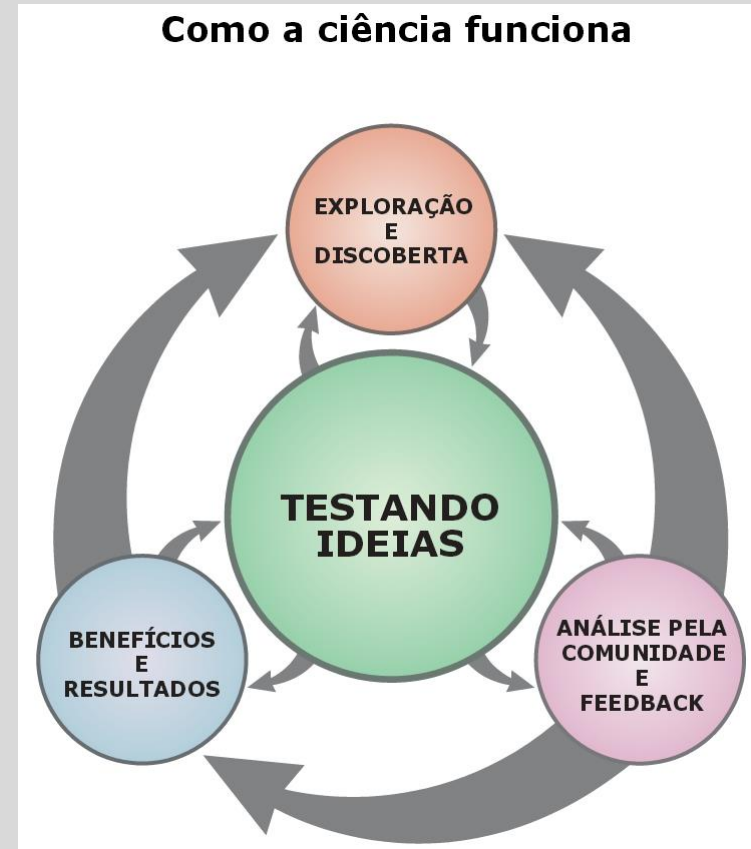 Como a ciência funciona
EXPLORAÇÃO
E
DISCOBERTA
TESTANDO
IDEIAS
BENEFÍCIOS
E
RESULTADOS
ANÁLISE PELA
COMUNIDADE
E
FEEDBACK